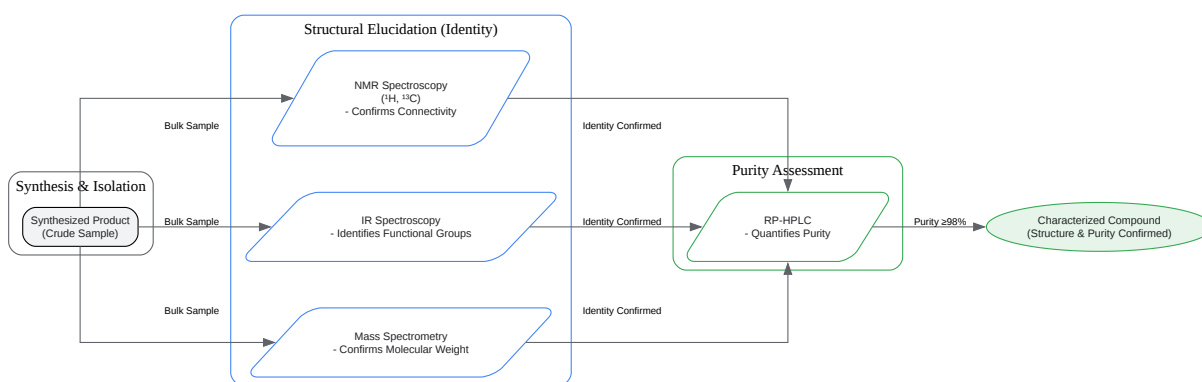 Structural Elucidation (Identity)
NMR Spectroscopy
(¹H, ¹³C)
- Confirms Connectivity
Bulk Sample
Identity Confirmed
Synthesis & Isolation
Synthesized Product
(Crude Sample)
Bulk Sample
IR Spectroscopy
- Identifies Functional Groups
Identity Confirmed
Purity Assessment
RP-HPLC
- Quantifies Purity
Purity ≥98%
Characterized Compound
(Structure & Purity Confirmed)
Bulk Sample
Identity Confirmed
Mass Spectrometry
- Confirms Molecular Weight